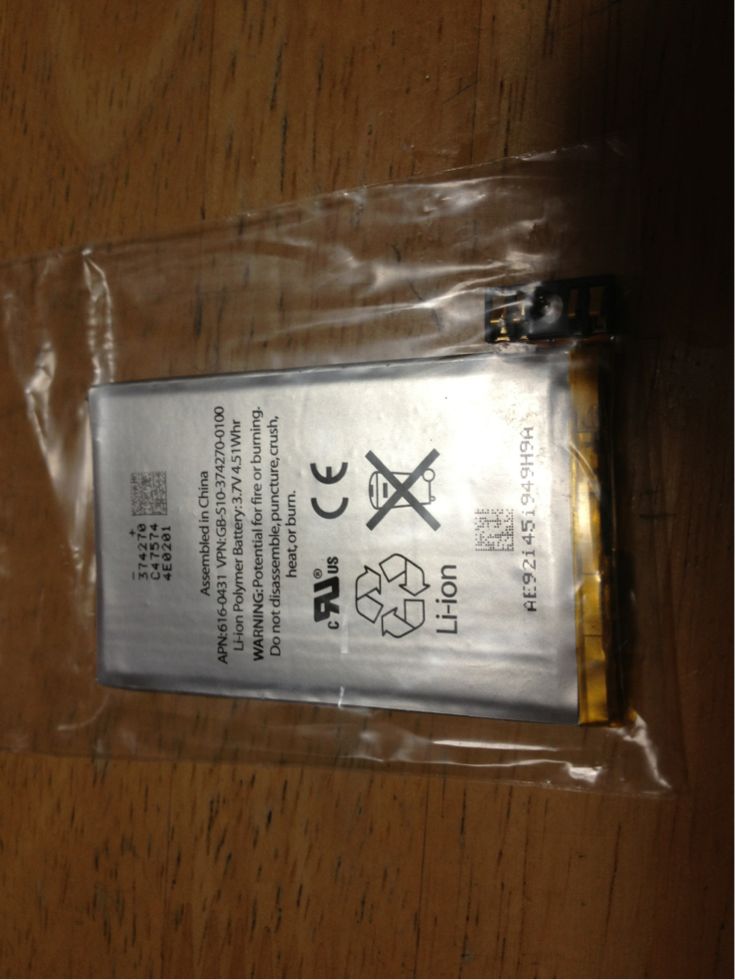 - +
374270
C47574
4E0201
Assembled in China
APN:616-0431 VPN:GB-S10-374270-0100
Li-ion Polymer Battery: 3.7V 4.51Whr
WARNING: Potential for fire or burning.
Do not disassemble,puncture,crush,
heat,or burn.
c RU® US CE
Li-ion
AE92i45i949H9A